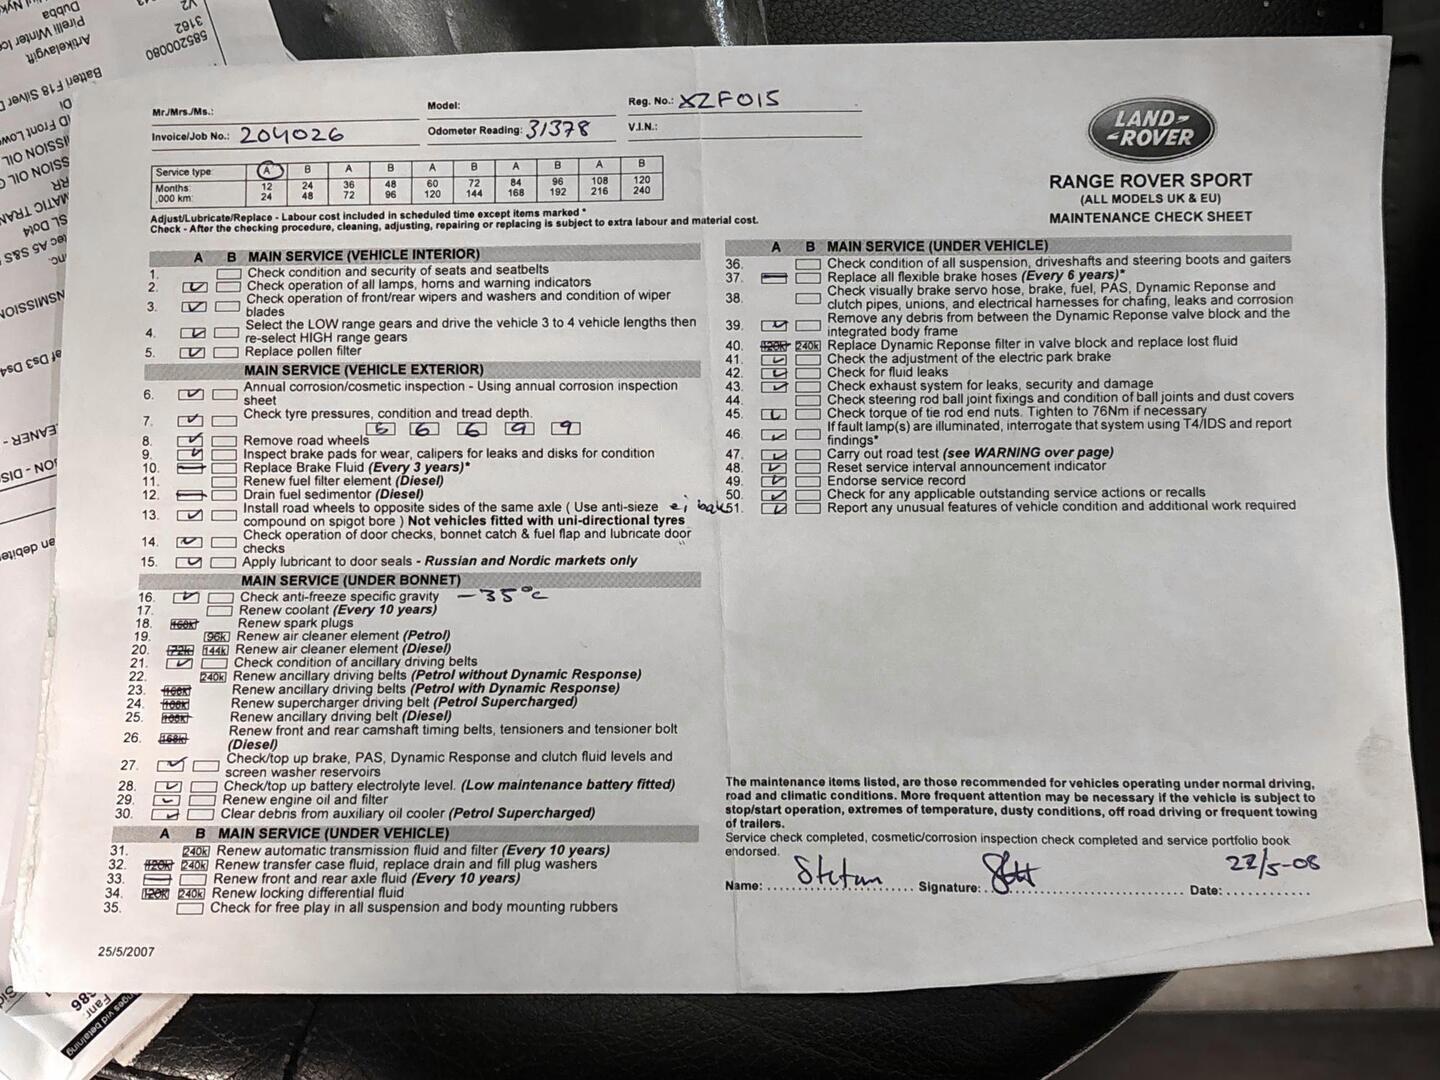 Mr./Mrs./Ms.:
Model:
Reg. No.: XZF015
Invoice/Job No.: 204026
Odometer Reading: 31378
V.I.N.:
LAND-
-ROVER
RANGE ROVER SPORT
(ALL MODELS UK & EU)
MAINTENANCE CHECK SHEET
Service type: A B A B A B A B A B
Months: 12 24 36 48 60 72 84 96 108 120
,000 km: 24 48 72 96 120 144 168 192 216 240
Adjust/Lubricate/Replace - Labour cost included in scheduled time except items marked *
Check - After the checking procedure, cleaning, adjusting, repairing or replacing is subject to extra labour and material cost.
A B MAIN SERVICE (VEHICLE INTERIOR)
1. Check condition and security of seats and seatbelts
2. Check operation of all lamps, horns and warning indicators
3. Check operation of front/rear wipers and washers and condition of wiper
blades
4. Select the LOW range gears and drive the vehicle 3 to 4 vehicle lengths then
re-select HIGH range gears
5. Replace pollen filter
MAIN SERVICE (VEHICLE EXTERIOR)
6. Annual corrosion/cosmetic inspection - Using annual corrosion inspection
sheet
7. Check tyre pressures, condition and tread depth.
6 6 6 9 9
8. Remove road wheels
9. Inspect brake pads for wear, calipers for leaks and disks for condition
10. Replace Brake Fluid (Every 3 years)*
11. Renew fuel filter element (Diesel)
12. Drain fuel sedimentor (Diesel)
13. Install road wheels to opposite sides of the same axle ( Use anti-sieze ej bak
compound on spigot bore ) Not vehicles fitted with uni-directional tyres
14. Check operation of door checks, bonnet catch & fuel flap and lubricate door
checks
15. Apply lubricant to door seals - Russian and Nordic markets only
MAIN SERVICE (UNDER BONNET)
16. Check anti-freeze specific gravity -35°c
17. Renew coolant (Every 10 years)
18. 168k Renew spark plugs
19. 96k Renew air cleaner element (Petrol)
20. 72k 144k Renew air cleaner element (Diesel)
21. Check condition of ancillary driving belts
22. 240k Renew ancillary driving belts (Petrol without Dynamic Response)
23. 168k Renew ancillary driving belts (Petrol with Dynamic Response)
24. 168k Renew supercharger driving belt (Petrol Supercharged)
25. 168k Renew ancillary driving belt (Diesel)
26. 168k Renew front and rear camshaft timing belts, tensioners and tensioner bolt
(Diesel)
27. Check/top up brake, PAS, Dynamic Response and clutch fluid levels and
screen washer reservoirs
28. Check/top up battery electrolyte level. (Low maintenance battery fitted)
29. Renew engine oil and filter
30. Clear debris from auxiliary oil cooler (Petrol Supercharged)
A B MAIN SERVICE (UNDER VEHICLE)
31. 240k Renew automatic transmission fluid and filter (Every 10 years)
32. 120k 240k Renew transfer case fluid, replace drain and fill plug washers
33. Renew front and rear axle fluid (Every 10 years)
34. 120k 240k Renew locking differential fluid
35. Check for free play in all suspension and body mounting rubbers
25/5/2007
A B MAIN SERVICE (UNDER VEHICLE)
36. Check condition of all suspension, driveshafts and steering boots and gaiters
37. Replace all flexible brake hoses (Every 6 years)*
38. Check visually brake servo hose, brake, fuel, PAS, Dynamic Reponse and
clutch pipes, unions, and electrical harnesses for chafing, leaks and corrosion
39. Remove any debris from between the Dynamic Reponse valve block and the
integrated body frame
40. 120k 240k Replace Dynamic Reponse filter in valve block and replace lost fluid
41. Check the adjustment of the electric park brake
42. Check for fluid leaks
43. Check exhaust system for leaks, security and damage
44. Check steering rod ball joint fixings and condition of ball joints and dust covers
45. Check torque of tie rod end nuts. Tighten to 76Nm if necessary
46. If fault lamp(s) are illuminated, interrogate that system using T4/IDS and report
findings*
47. Carry out road test (see WARNING over page)
48. Reset service interval announcement indicator
49. Endorse service record
50. Check for any applicable outstanding service actions or recalls
51. Report any unusual features of vehicle condition and additional work required
The maintenance items listed, are those recommended for vehicles operating under normal driving,
road and climatic conditions. More frequent attention may be necessary if the vehicle is subject to
stop/start operation, extremes of temperature, dusty conditions, off road driving or frequent towing
of trailers.
Service check completed, cosmetic/corrosion inspection check completed and service portfolio book
endorsed.
Name: Stefan Signature: Date: 22/5-08
585200080
3162
V2
Artikelavgift
Pirelli Winter Ice
Dubba
Batteri F18 Silver D